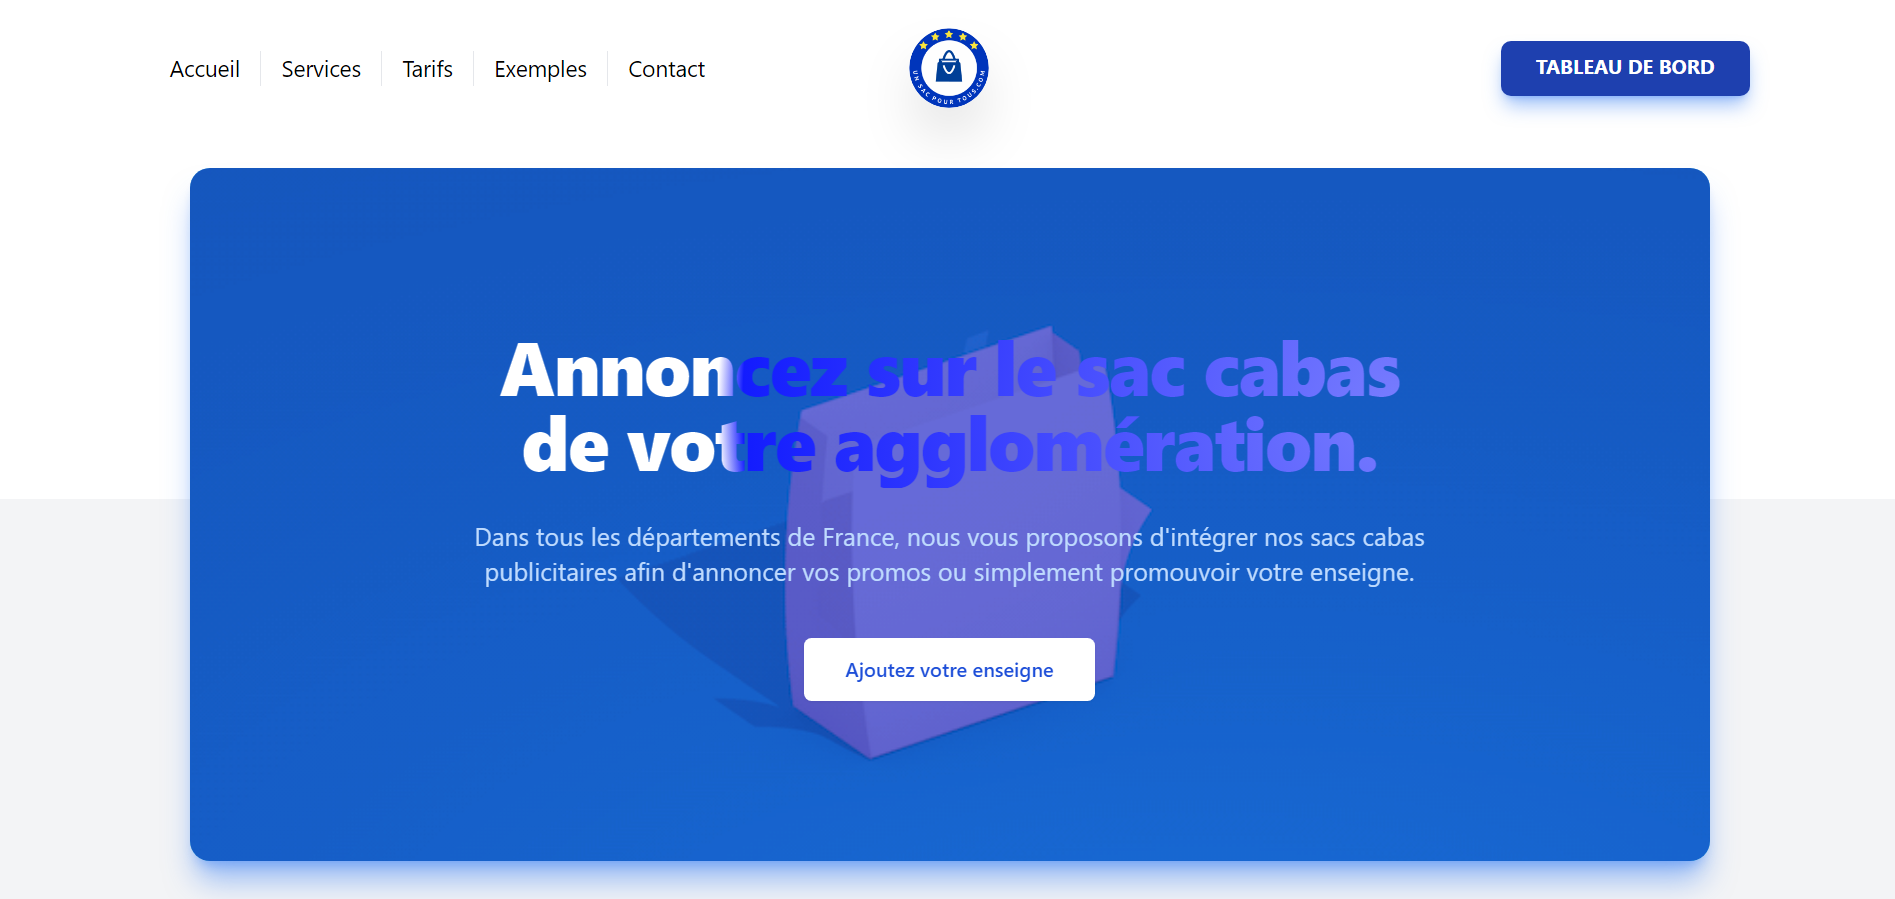 Accueil
Services
Tarifs
Exemples
Contact
UN SAC POUR TOUS.COM
TABLEAU DE BORD
Annoncez sur le sac cabas
de votre agglomération.
Dans tous les départements de France, nous vous proposons d'intégrer nos sacs cabas
publicitaires afin d'annoncer vos promos ou simplement promouvoir votre enseigne.
Ajoutez votre enseigne